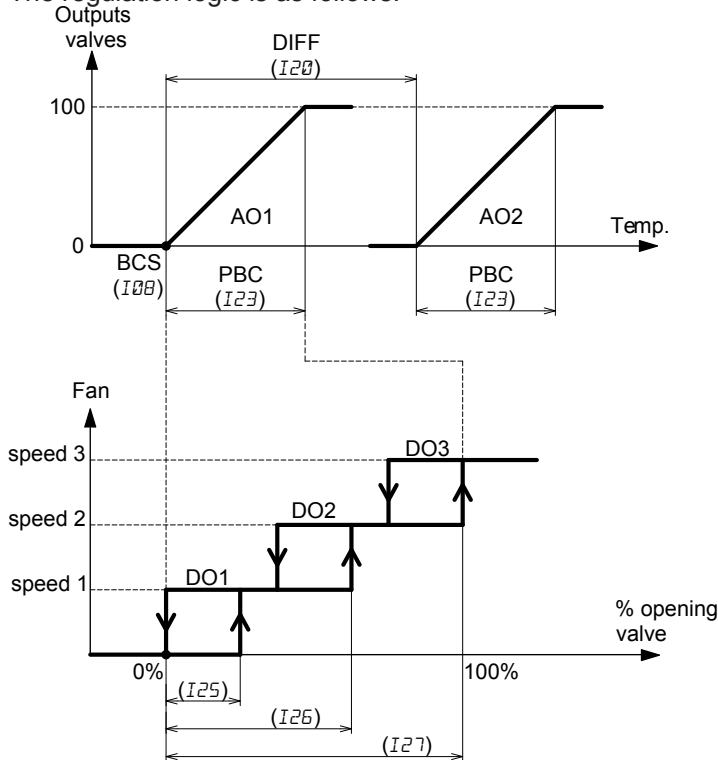 The regulation logic is as follows:
Outputs
valves
DIFF
(I20)
100
AO1
AO2
Temp.
0
BCS
(I08)
PBC
(I23)
PBC
(I23)
Fan
speed 3
DO3
speed 2
DO2
speed 1
DO1
% opening
valve
0%
100%
(I25)
(I26)
(I27)